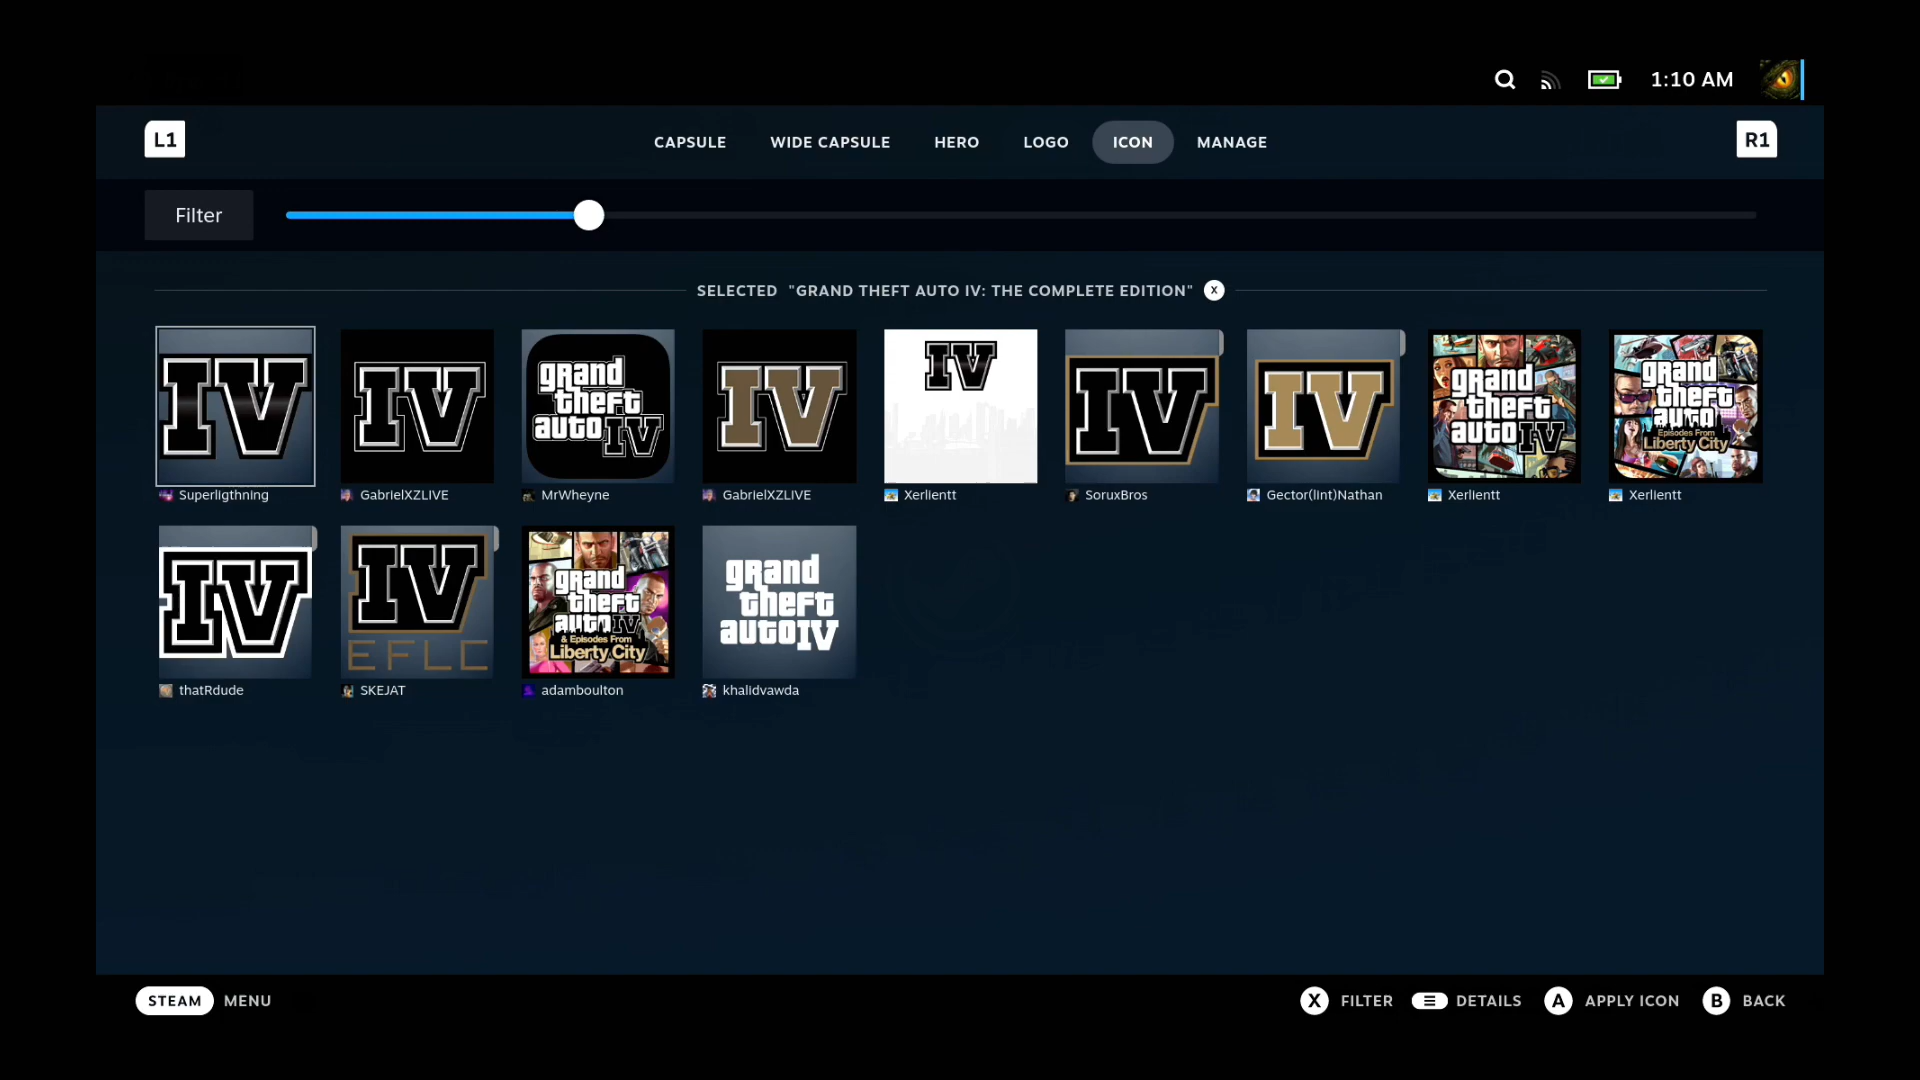 1:10 AM
L1
CAPSULE
WIDE CAPSULE
HERO
LOGO
ICON
MANAGE
R1
Filter
SELECTED "GRAND THEFT AUTO IV: THE COMPLETE EDITION" X
IV
IV
grand
theft
auto IV
IV
IV
IV
IV
grand
theft
auto IV
grand
theft
auto
Episodes From
Liberty City
Superligthning
GabrielXZLIVE
MrWheyne
GabrielXZLIVE
Xerlientt
SoruxBros
Gector(lint)Nathan
Xerlientt
Xerlientt
IV
IV
EFLC
grand
theft
auto IV
& Episodes From
Liberty City
grand
theft
auto IV
thatRdude
SKEJAT
adamboulton
khalidvawda
STEAM MENU
X FILTER
DETAILS
A APPLY ICON
B BACK